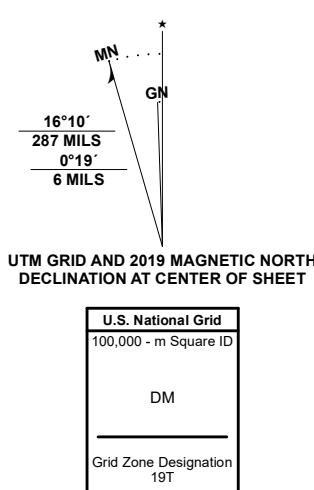 MN
GN
16°10´
287 MILS
0°19´
6 MILS
UTM GRID AND 2019 MAGNETIC NORTH
DECLINATION AT CENTER OF SHEET
U.S. National Grid
100,000 - m Square ID
DM
Grid Zone Designation
19T